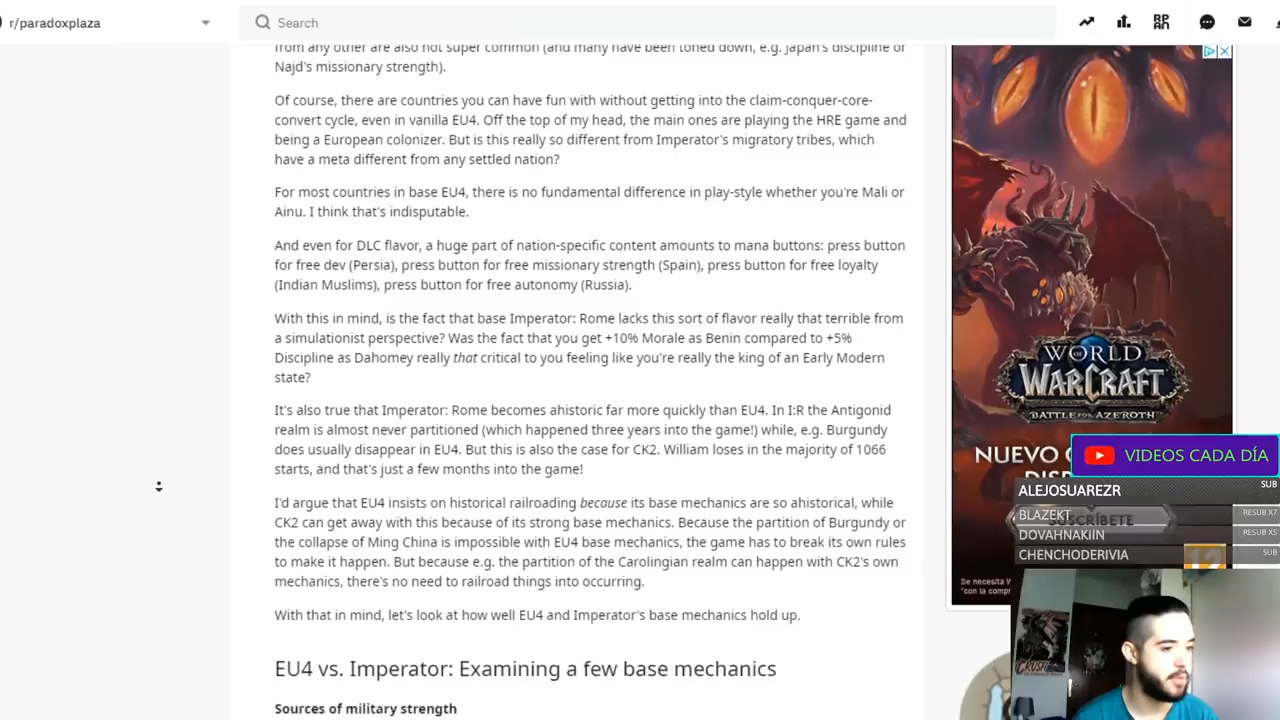 r/paradoxplaza
Search
from any other are also not super common (and many have been toned down, e.g. Japan's discipline or
Najd's missionary strength).
Of course, there are countries you can have fun with without getting into the claim-conquer-core-
convert cycle, even in vanilla EU4. Off the top of my head, the main ones are playing the HRE game and
being a European colonizer. But is this really so different from Imperator's migratory tribes, which
have a meta different from any settled nation?
For most countries in base EU4, there is no fundamental difference in play-style whether you're Mali or
Ainu. I think that's indisputable.
And even for DLC flavor, a huge part of nation-specific content amounts to mana buttons: press button
for free dev (Persia), press button for free missionary strength (Spain), press button for free loyalty
(Indian Muslims), press button for free autonomy (Russia).
With this in mind, is the fact that base Imperator: Rome lacks this sort of flavor really that terrible from
a simulationist perspective? Was the fact that you get +10% Morale as Benin compared to +5%
Discipline as Dahomey really that critical to you feeling like you're really the king of an Early Modern
state?
It's also true that Imperator: Rome becomes ahistoric far more quickly than EU4. In I:R the Antigonid
realm is almost never partitioned (which happened three years into the game!) while, e.g. Burgundy
does usually disappear in EU4. But this is also the case for CK2. William loses in the majority of 1066
starts, and that's just a few months into the game!
I'd argue that EU4 insists on historical railroading because its base mechanics are so ahistorical, while
CK2 can get away with this because of its strong base mechanics. Because the partition of Burgundy or
the collapse of Ming China is impossible with EU4 base mechanics, the game has to break its own rules
to make it happen. But because e.g. the partition of the Carolingian realm can happen with CK2's own
mechanics, there's no need to railroad things into occurring.
With that in mind, let's look at how well EU4 and Imperator's base mechanics hold up.
EU4 vs. Imperator: Examining a few base mechanics
Sources of military strength
WORLD
OF
WARCRAFT
BATTLE FOR AZEROTH
NUEVO
VIDEOS CADA DÍA
ALEJOSUAREZR SUB
BLAZEKT RESUB X7
SUSCRÍBETE
DOVAHNAKIIN RESUB X5
CHENCHODERIVIA SUB
12
Se necesita
"con la compr